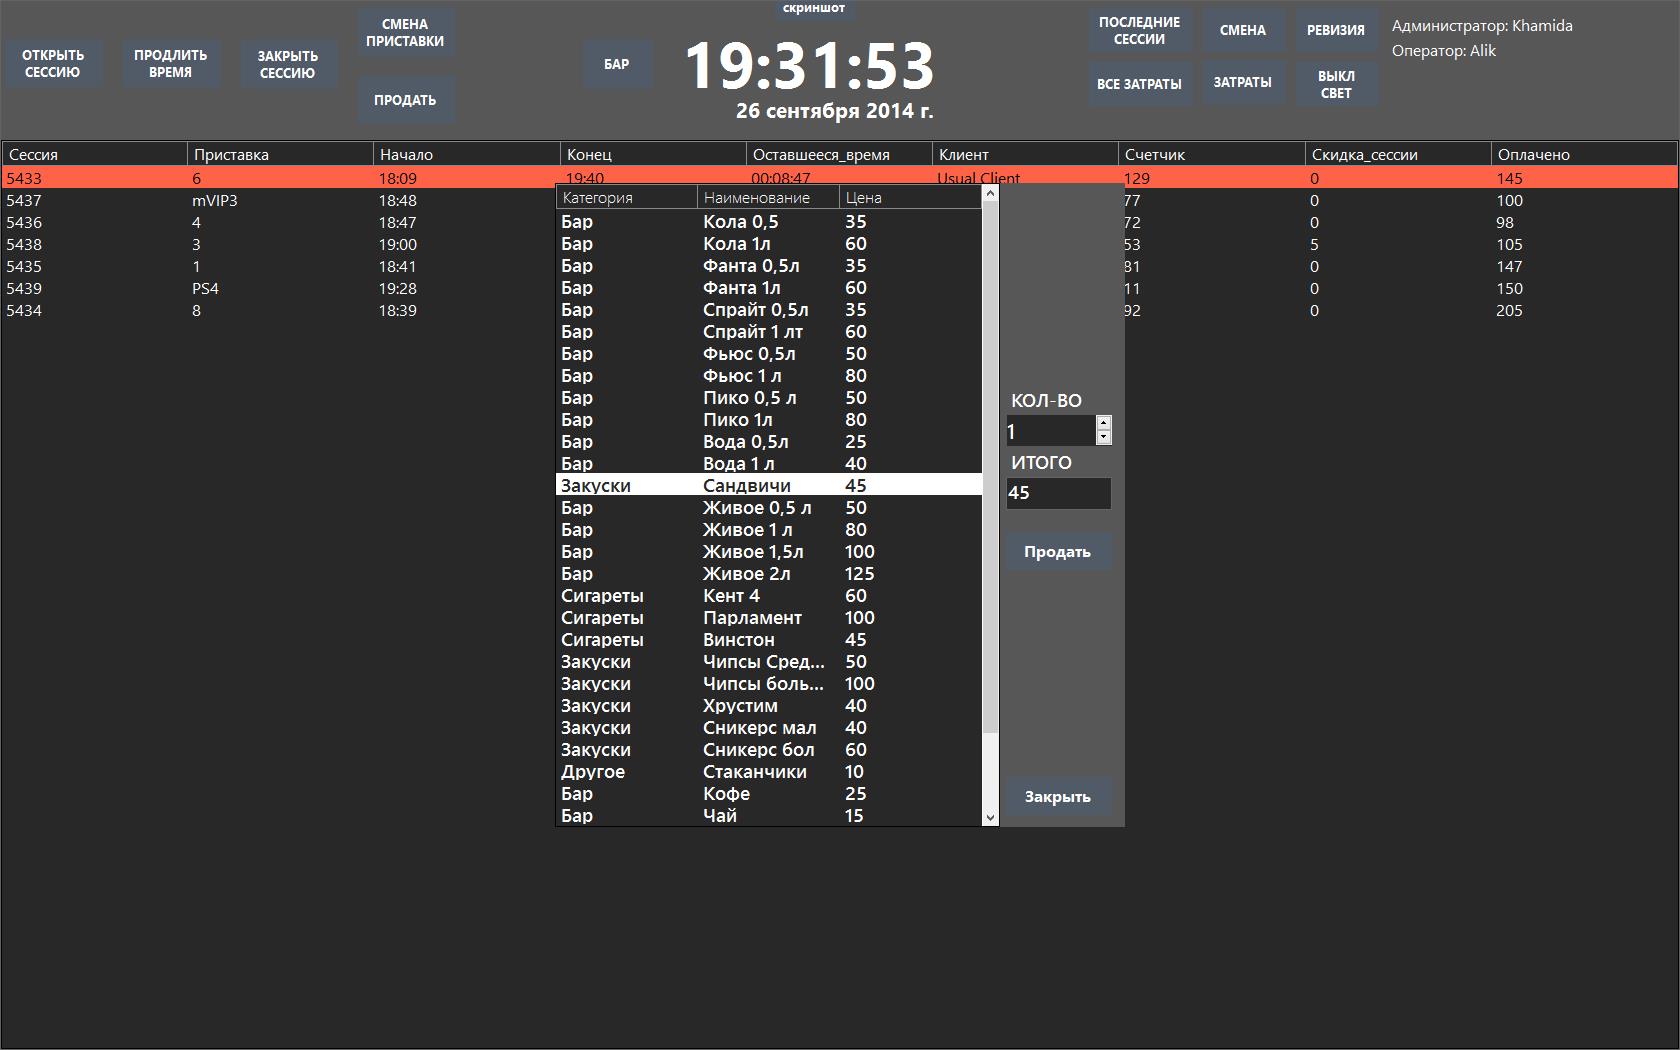 скриншот
ОТКРЫТЬ
СЕССИЮ
ПРОДЛИТЬ
ВРЕМЯ
ЗАКРЫТЬ
СЕССИЮ
СМЕНА
ПРИСТАВКИ
ПРОДАТЬ
БАР
19:31:53
26 сентября 2014 г.
ПОСЛЕДНИЕ
СЕССИИ
СМЕНА
РЕВИЗИЯ
ВСЕ ЗАТРАТЫ
ЗАТРАТЫ
ВЫКЛ
СВЕТ
Администратор: Khamida
Оператор: Alik
Сессия Приставка Начало Конец Оставшееся_время Клиент Счетчик Скидка_сессии Оплачено
5433 6 18:09 19:40 00:08:47 Usual Client 129 0 145
5437 mVIP3 18:48 77 0 100
5436 4 18:47 72 0 98
5438 3 19:00 53 5 105
5435 1 18:41 81 0 147
5439 PS4 19:28 11 0 150
5434 8 18:39 92 0 205
Категория Наименование Цена
Бар Кола 0,5 35
Бар Кола 1л 60
Бар Фанта 0,5л 35
Бар Фанта 1л 60
Бар Спрайт 0,5л 35
Бар Спрайт 1 лт 60
Бар Фьюс 0,5л 50
Бар Фьюс 1 л 80
Бар Пико 0,5 л 50
Бар Пико 1л 80
Бар Вода 0,5л 25
Бар Вода 1 л 40
Закуски Сандвичи 45
Бар Живое 0,5 л 50
Бар Живое 1 л 80
Бар Живое 1,5л 100
Бар Живое 2л 125
Сигареты Кент 4 60
Сигареты Парламент 100
Сигареты Винстон 45
Закуски Чипсы Сред... 50
Закуски Чипсы боль... 100
Закуски Хрустим 40
Закуски Сникерс мал 40
Закуски Сникерс бол 60
Другое Стаканчики 10
Бар Кофе 25
Бар Чай 15
КОЛ-ВО
1
ИТОГО
45
Продать
Закрыть